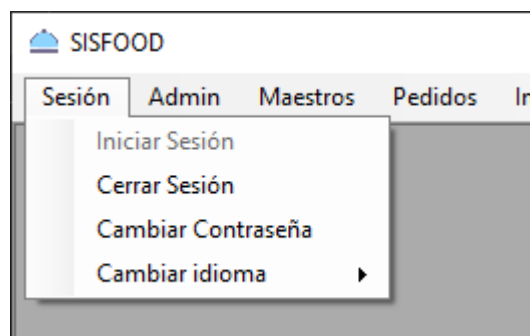 SISFOOD
Sesión Admin Maestros Pedidos
Iniciar Sesión
Cerrar Sesión
Cambiar Contraseña
Cambiar idioma